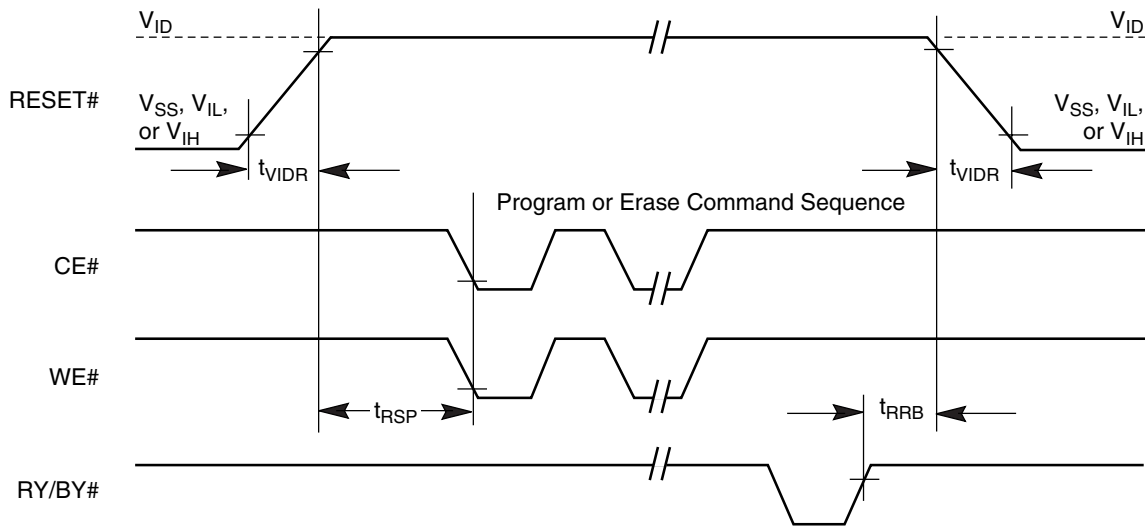 V_ID
V_ID
RESET#
V_SS, V_IL,
or V_IH
V_SS, V_IL,
or V_IH
t_VIDR
t_VIDR
Program or Erase Command Sequence
CE#
WE#
t_RSP
t_RRB
RY/BY#